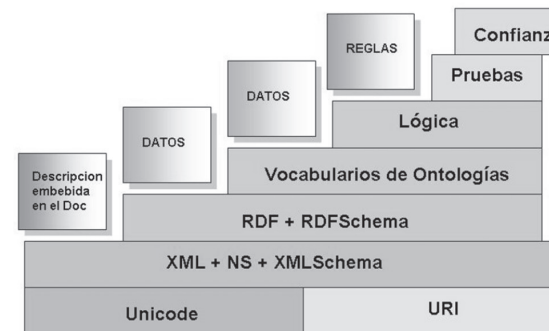 Confianz
REGLAS
Pruebas
DATOS
Lógica
DATOS
Descripcion
embebida
en el Doc
Vocabularios de Ontologías
RDF + RDFSchema
XML + NS + XMLSchema
Unicode
URI